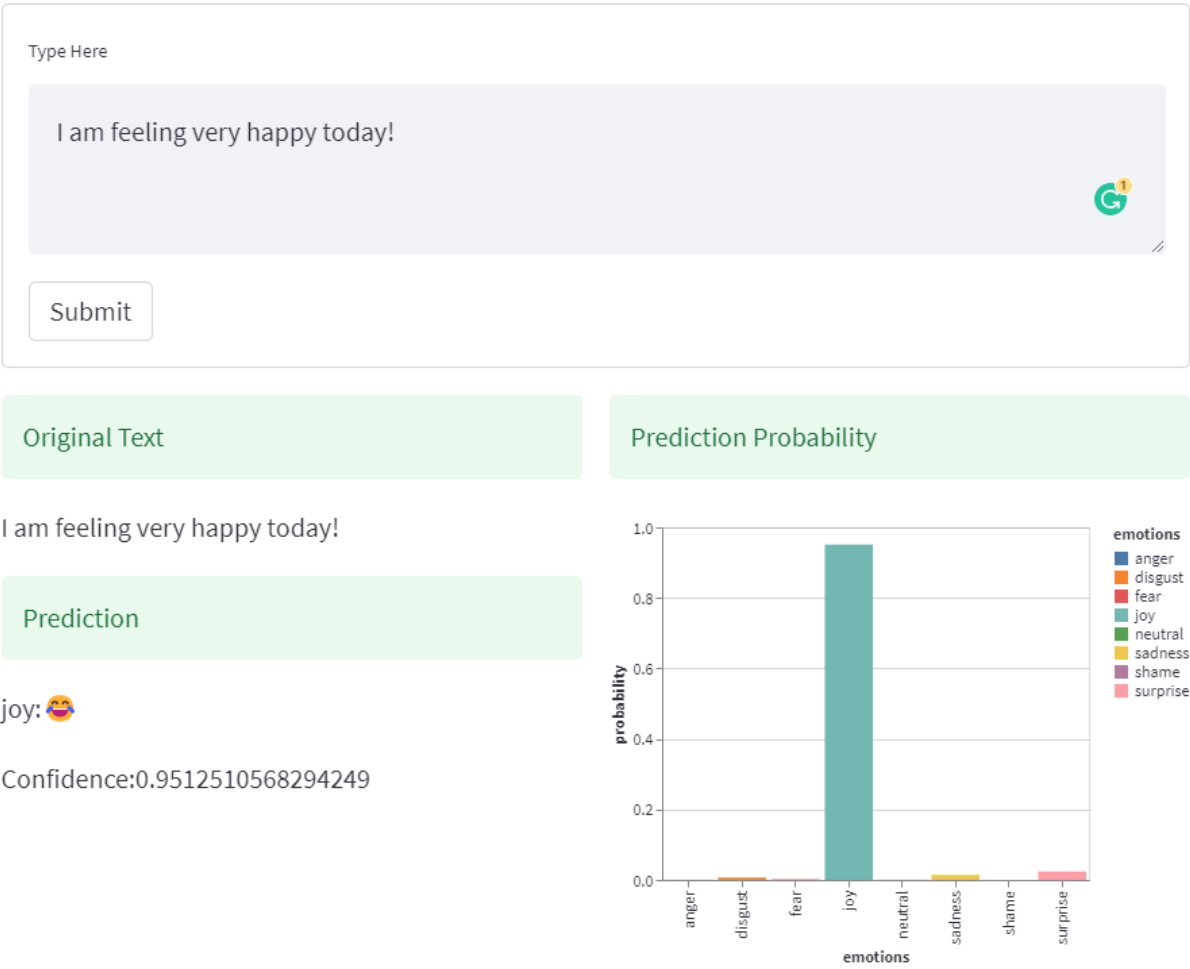 Type Here
I am feeling very happy today!
1
Submit
Original Text
I am feeling very happy today!
Prediction
joy:😂
Confidence:0.9512510568294249
Prediction Probability
1.0
0.8
0.6
0.4
0.2
0.0
probability
anger
disgust
fear
joy
neutral
sadness
shame
surprise
emotions
emotions
anger
disgust
fear
joy
neutral
sadness
shame
surprise